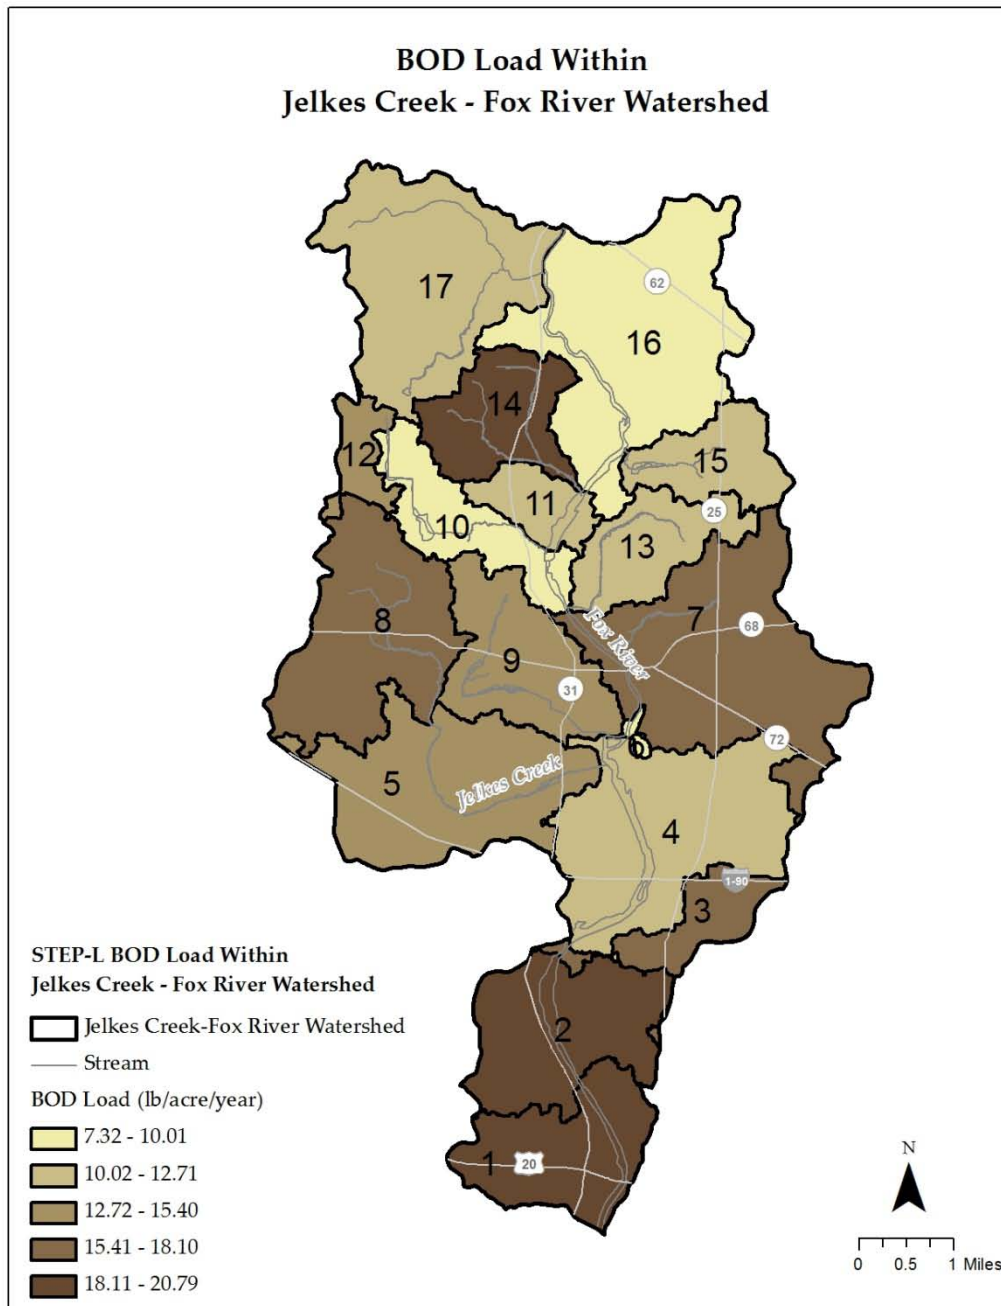 BOD Load Within
Jelkes Creek - Fox River Watershed
17
62
16
14
12
15
11
10
25
13
8
7
68
Fox River
9
31
6
72
5
Jelkes Creek
4
I-90
3
STEP-L BOD Load Within
Jelkes Creek - Fox River Watershed
Jelkes Creek-Fox River Watershed
Stream
BOD Load (lb/acre/year)
7.32 - 10.01
10.02 - 12.71
12.72 - 15.40
15.41 - 18.10
18.11 - 20.79
2
1
20
N
0 0.5 1 Miles